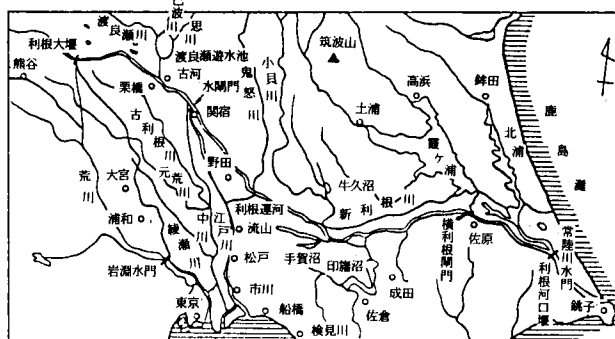 巴波川
思川
渡良瀬川
利根大堰
熊谷
渡良瀬遊水池
古河
栗橋
水閘門
関宿
鬼怒川
小貝川
筑波山
高浜
鉾田
土浦
霞ヶ浦
北浦
鹿島灘
古利根川
元荒川
野田
牛久沼
新利根川
大宮
荒川
浦和
綾瀬川
中川
江戸川
利根運河
流山
手賀沼
印籏沼
横利根閘門
佐原
常陸川水門
利根河口堰
銚子
岩淵水門
松戸
市川
東京
船橋
検見川
佐倉
成田